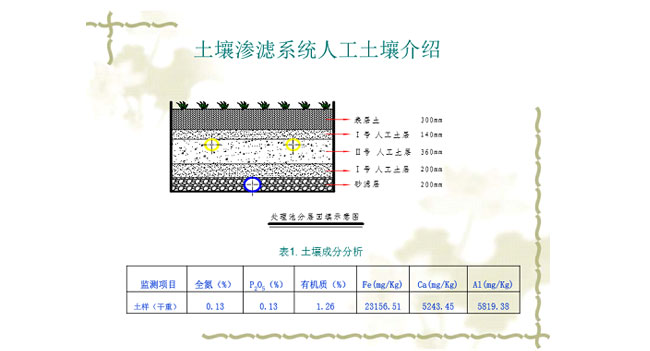 土壤渗滤系统人工土壤介绍
表层土 300mm
I号 人工土层 140mm
II号 人工土层 360mm
I号 人工土层 200mm
砂滤层 200mm
处理池分层回填示意图
表1. 土壤成分分析
监测项目 全氮(%) P2O5(%) 有机质(%) Fe(mg/Kg) Ca(mg/Kg) Al(mg/Kg)
土样(干重) 0.13 0.13 1.26 23156.51 5243.45 5819.38